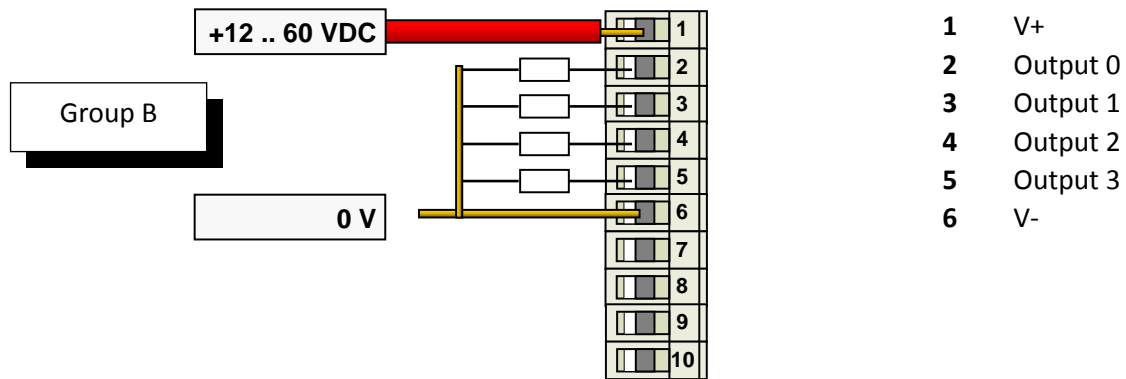 +12 .. 60 VDC
Group B
0 V
1
2
3
4
5
6
7
8
9
10
1 V+
2 Output 0
3 Output 1
4 Output 2
5 Output 3
6 V-